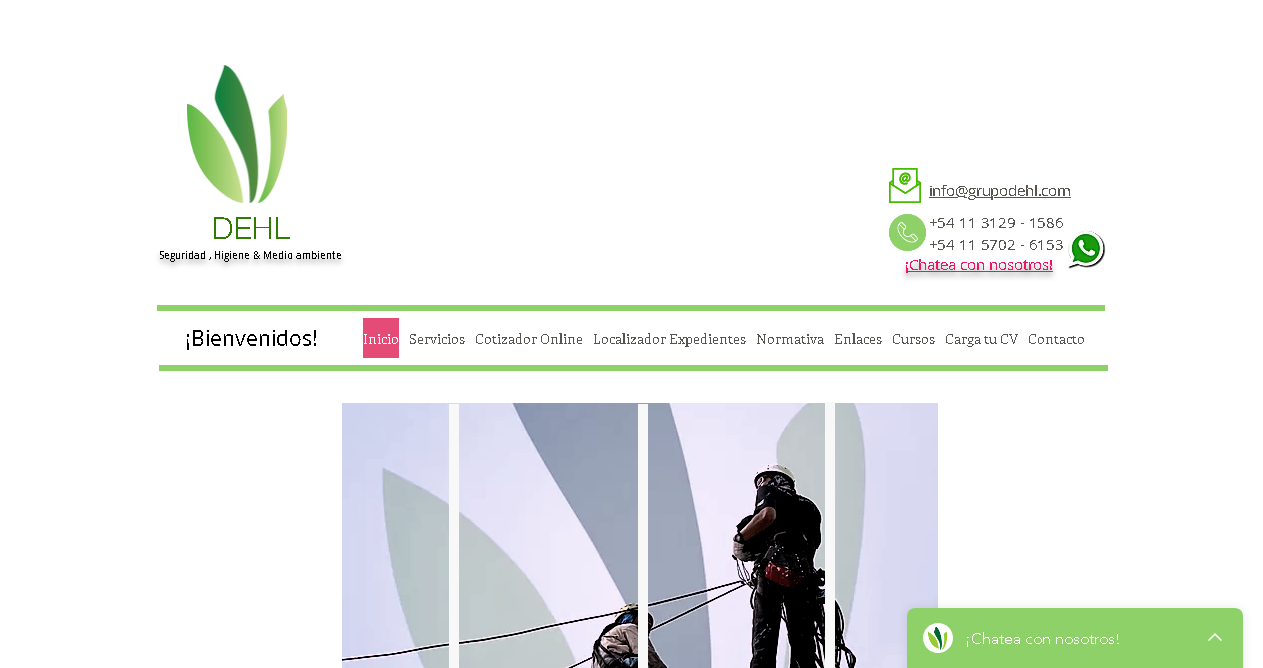 DEHL
Seguridad , Higiene & Medio ambiente
info@grupodehl.com
+54 11 3129 - 1586
+54 11 5702 - 6153
¡Chatea con nosotros!
¡Bienvenidos!
Inicio Servicios Cotizador Online Localizador Expedientes Normativa Enlaces Cursos Carga tu CV Contacto
¡Chatea con nosotros!